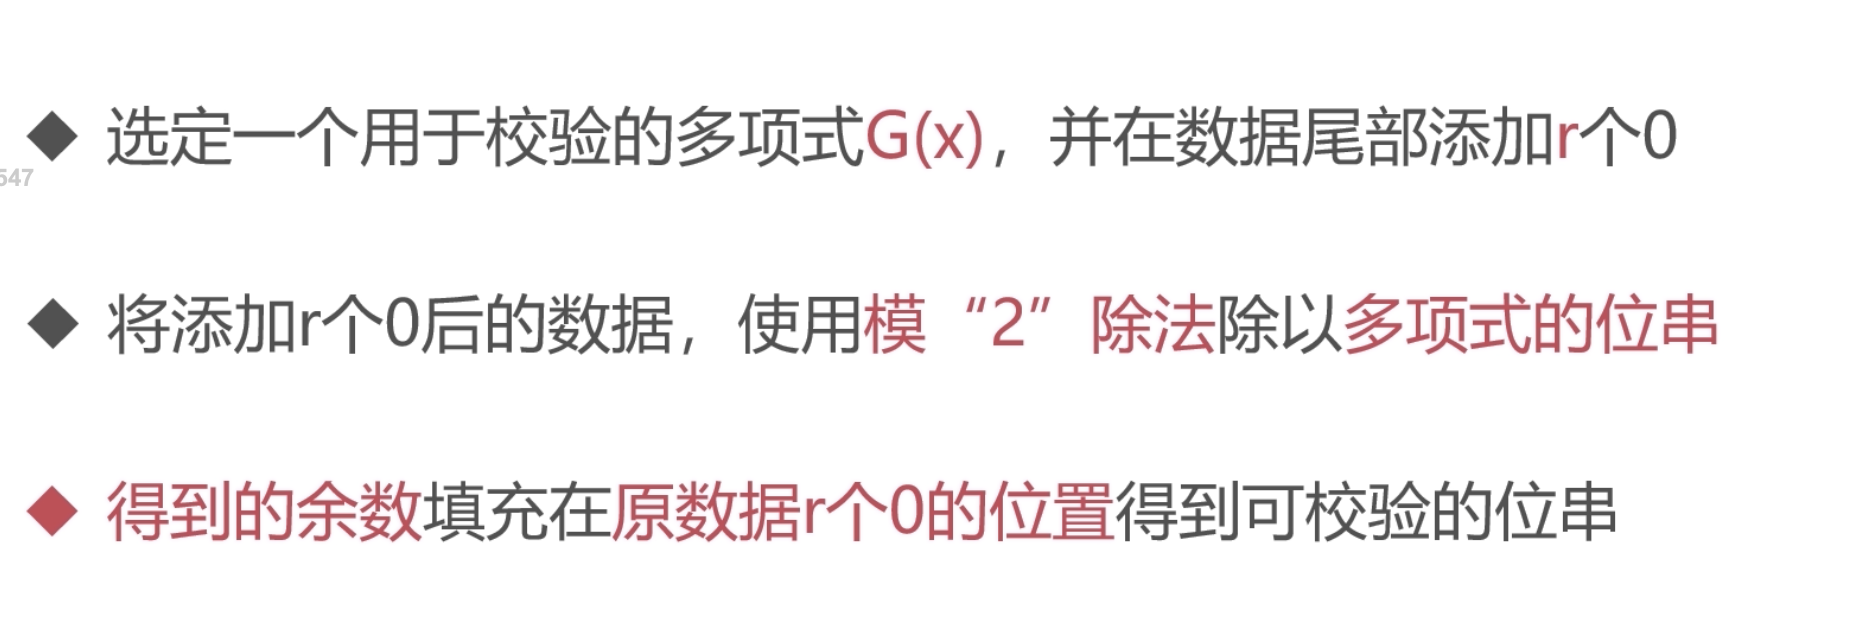 选定一个用于校验的多项式G(x)，并在数据尾部添加r个0
547
将添加r个0后的数据，使用模“2”除法除以多项式的位串
得到的余数填充在原数据r个0的位置得到可校验的位串